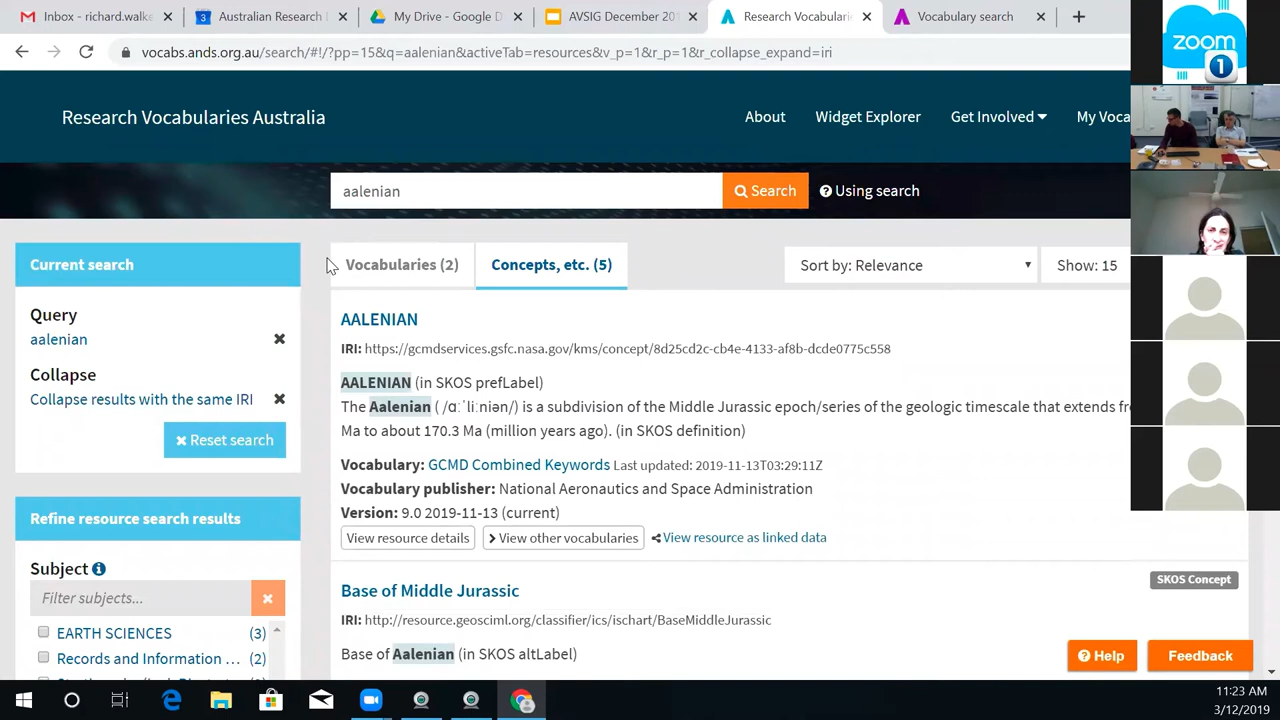 Inbox - richard.walke
Australian Research
My Drive - Google D
AVSIG December 201
Research Vocabularie
Vocabulary search
vocabs.ands.org.au/search/#!/?pp=15&q=aalenian&activeTab=resources&v_p=1&r_p=1&r_collapse_expand=iri
zoom
1
Research Vocabularies Australia
About
Widget Explorer
Get Involved
My Voca
aalenian
Search
Using search
Current search
Vocabularies (2)
Concepts, etc. (5)
Sort by: Relevance
Show: 15
Query
aalenian
Collapse
Collapse results with the same IRI
Reset search
AALENIAN
IRI: https://gcmdservices.gsfc.nasa.gov/kms/concept/8d25cd2c-cb4e-4133-af8b-dcde0775c558
AALENIAN (in SKOS prefLabel)
The Aalenian ( /ɑːˈliːniən/) is a subdivision of the Middle Jurassic epoch/series of the geologic timescale that extends fr
Ma to about 170.3 Ma (million years ago). (in SKOS definition)
Vocabulary: GCMD Combined Keywords Last updated: 2019-11-13T03:29:11Z
Vocabulary publisher: National Aeronautics and Space Administration
Version: 9.0 2019-11-13 (current)
View resource details
View other vocabularies
View resource as linked data
Refine resource search results
Subject
Filter subjects...
EARTH SCIENCES (3)
Records and Information ... (2)
SKOS Concept
Base of Middle Jurassic
IRI: http://resource.geosciml.org/classifier/ics/ischart/BaseMiddleJurassic
Base of Aalenian (in SKOS altLabel)
Help
Feedback
11:23 AM
3/12/2019